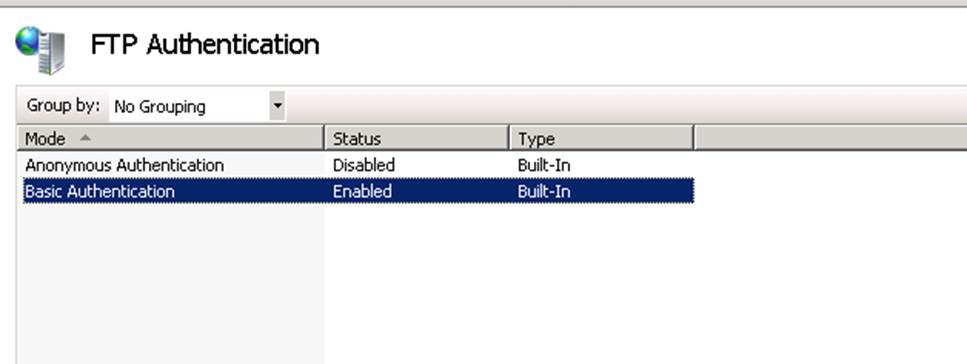 FTP Authentication
Group by: No Grouping
Mode Status Type
Anonymous Authentication Disabled Built-In
Basic Authentication Enabled Built-In